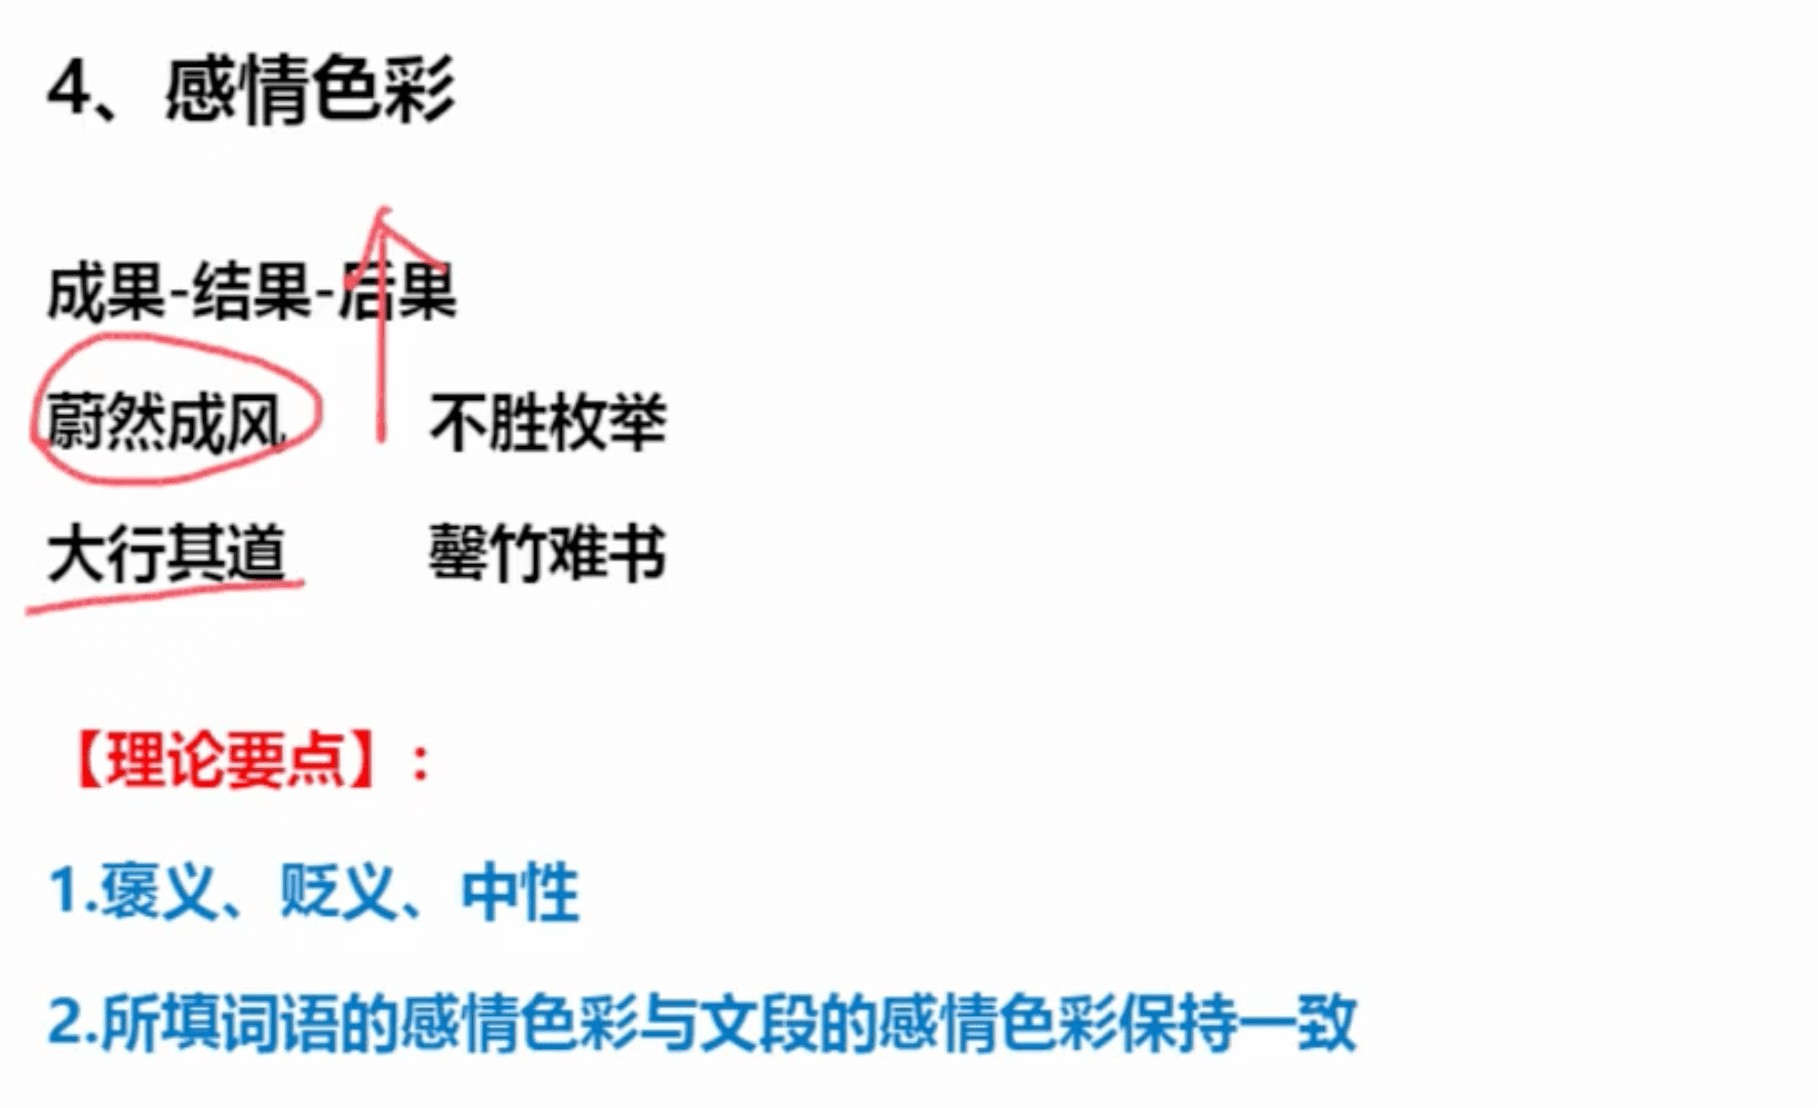 4、感情色彩
成果-结果-后果
蔚然成风 不胜枚举
大行其道 罄竹难书
【理论要点】:
1.褒义、贬义、中性
2.所填词语的感情色彩与文段的感情色彩保持一致